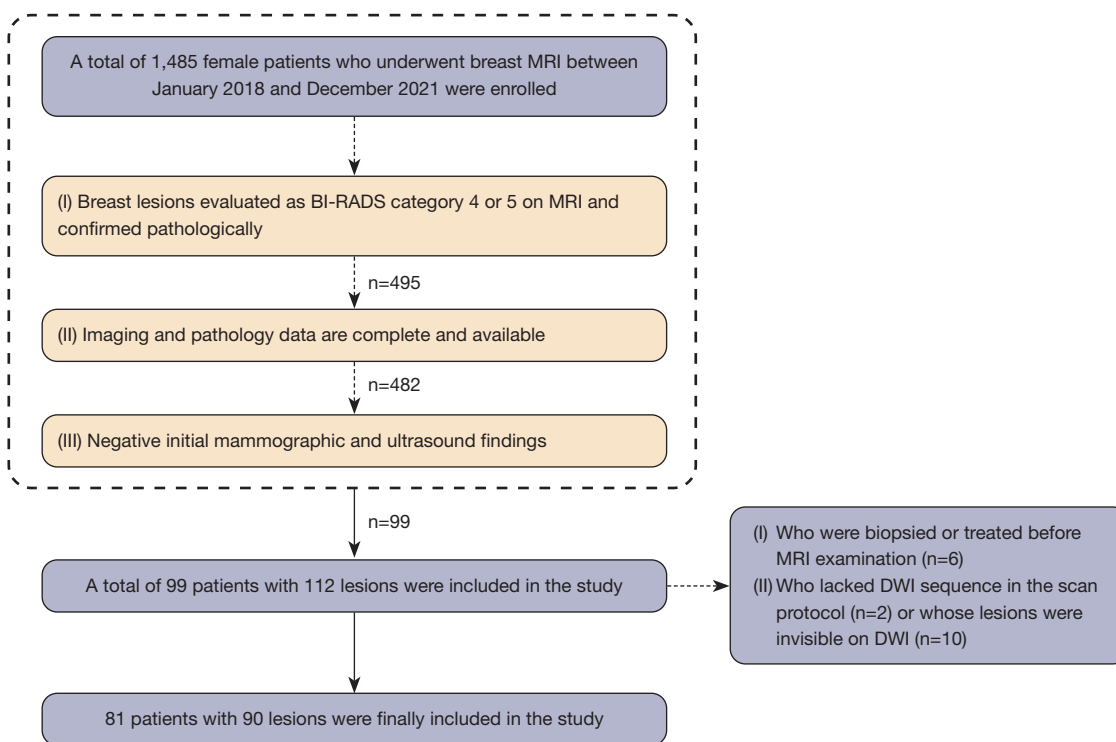 A total of 1,485 female patients who underwent breast MRI between
January 2018 and December 2021 were enrolled
(I) Breast lesions evaluated as BI-RADS category 4 or 5 on MRI and
confirmed pathologically
n=495
(II) Imaging and pathology data are complete and available
n=482
(III) Negative initial mammographic and ultrasound findings
n=99
A total of 99 patients with 112 lesions were included in the study
(I) Who were biopsied or treated before
MRI examination (n=6)
(II) Who lacked DWI sequence in the scan
protocol (n=2) or whose lesions were
invisible on DWI (n=10)
81 patients with 90 lesions were finally included in the study